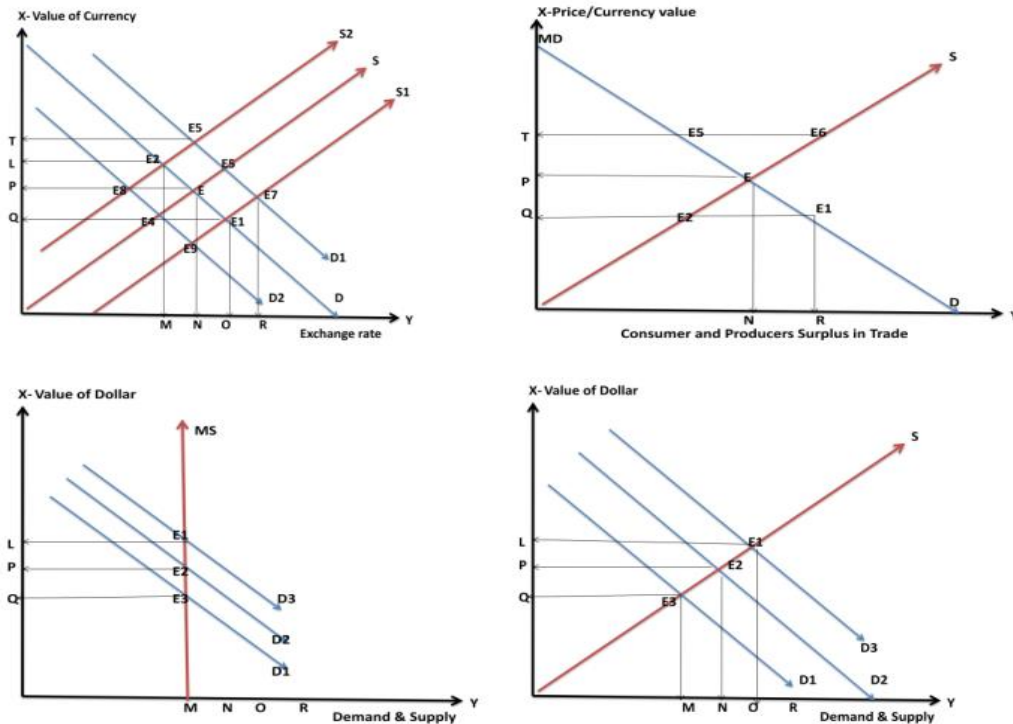 X- Value of Currency
S2
S
S1
E5
T
E2
E5
L
E8
E
E7
P
E4
E1
Q
E9
D1
D2
D
M N O R
Y
Exchange rate
X-Price/Currency value
MD
S
T
E5
E6
P
E
Q
E2
E1
D
N
R
Y
Consumer and Producers Surplus in Trade
X- Value of Dollar
MS
L
E1
P
E2
Q
E3
D3
D2
D1
M N O R
Y
Demand & Supply
X- Value of Dollar
S
L
E1
P
E2
Q
E3
D3
D1
D2
M N O R
Y
Demand & Supply